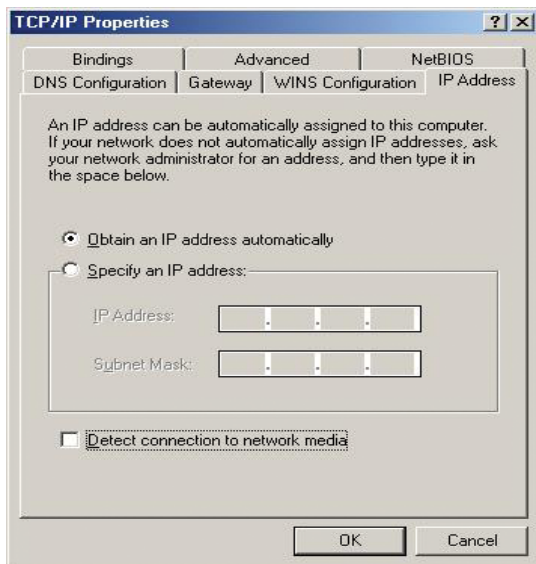 TCP/IP Properties
Bindings Advanced NetBIOS
DNS Configuration Gateway WINS Configuration IP Address
An IP address can be automatically assigned to this computer.
If your network does not automatically assign IP addresses, ask
your network administrator for an address, and then type it in
the space below.
Obtain an IP address automatically
Specify an IP address:
IP Address:
Subnet Mask:
Detect connection to network media
OK Cancel